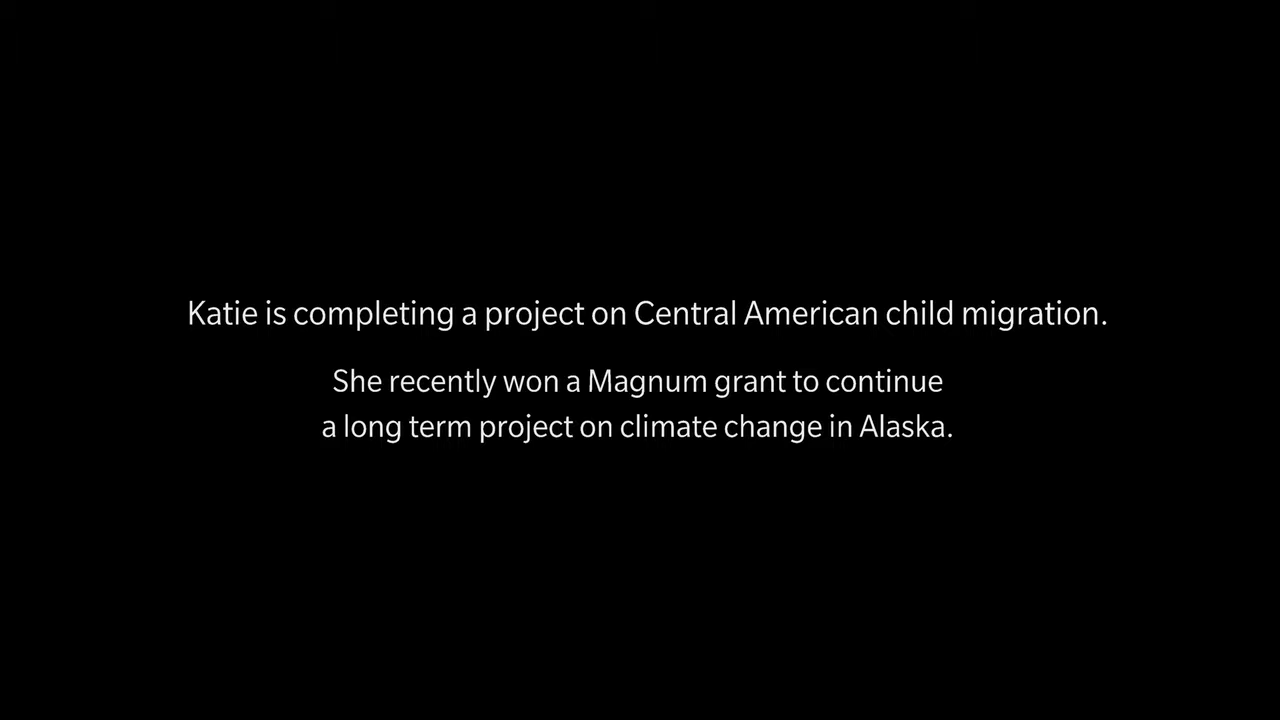 Katie is completing a project on Central American child migration.
She recently won a Magnum grant to continue
a long term project on climate change in Alaska.